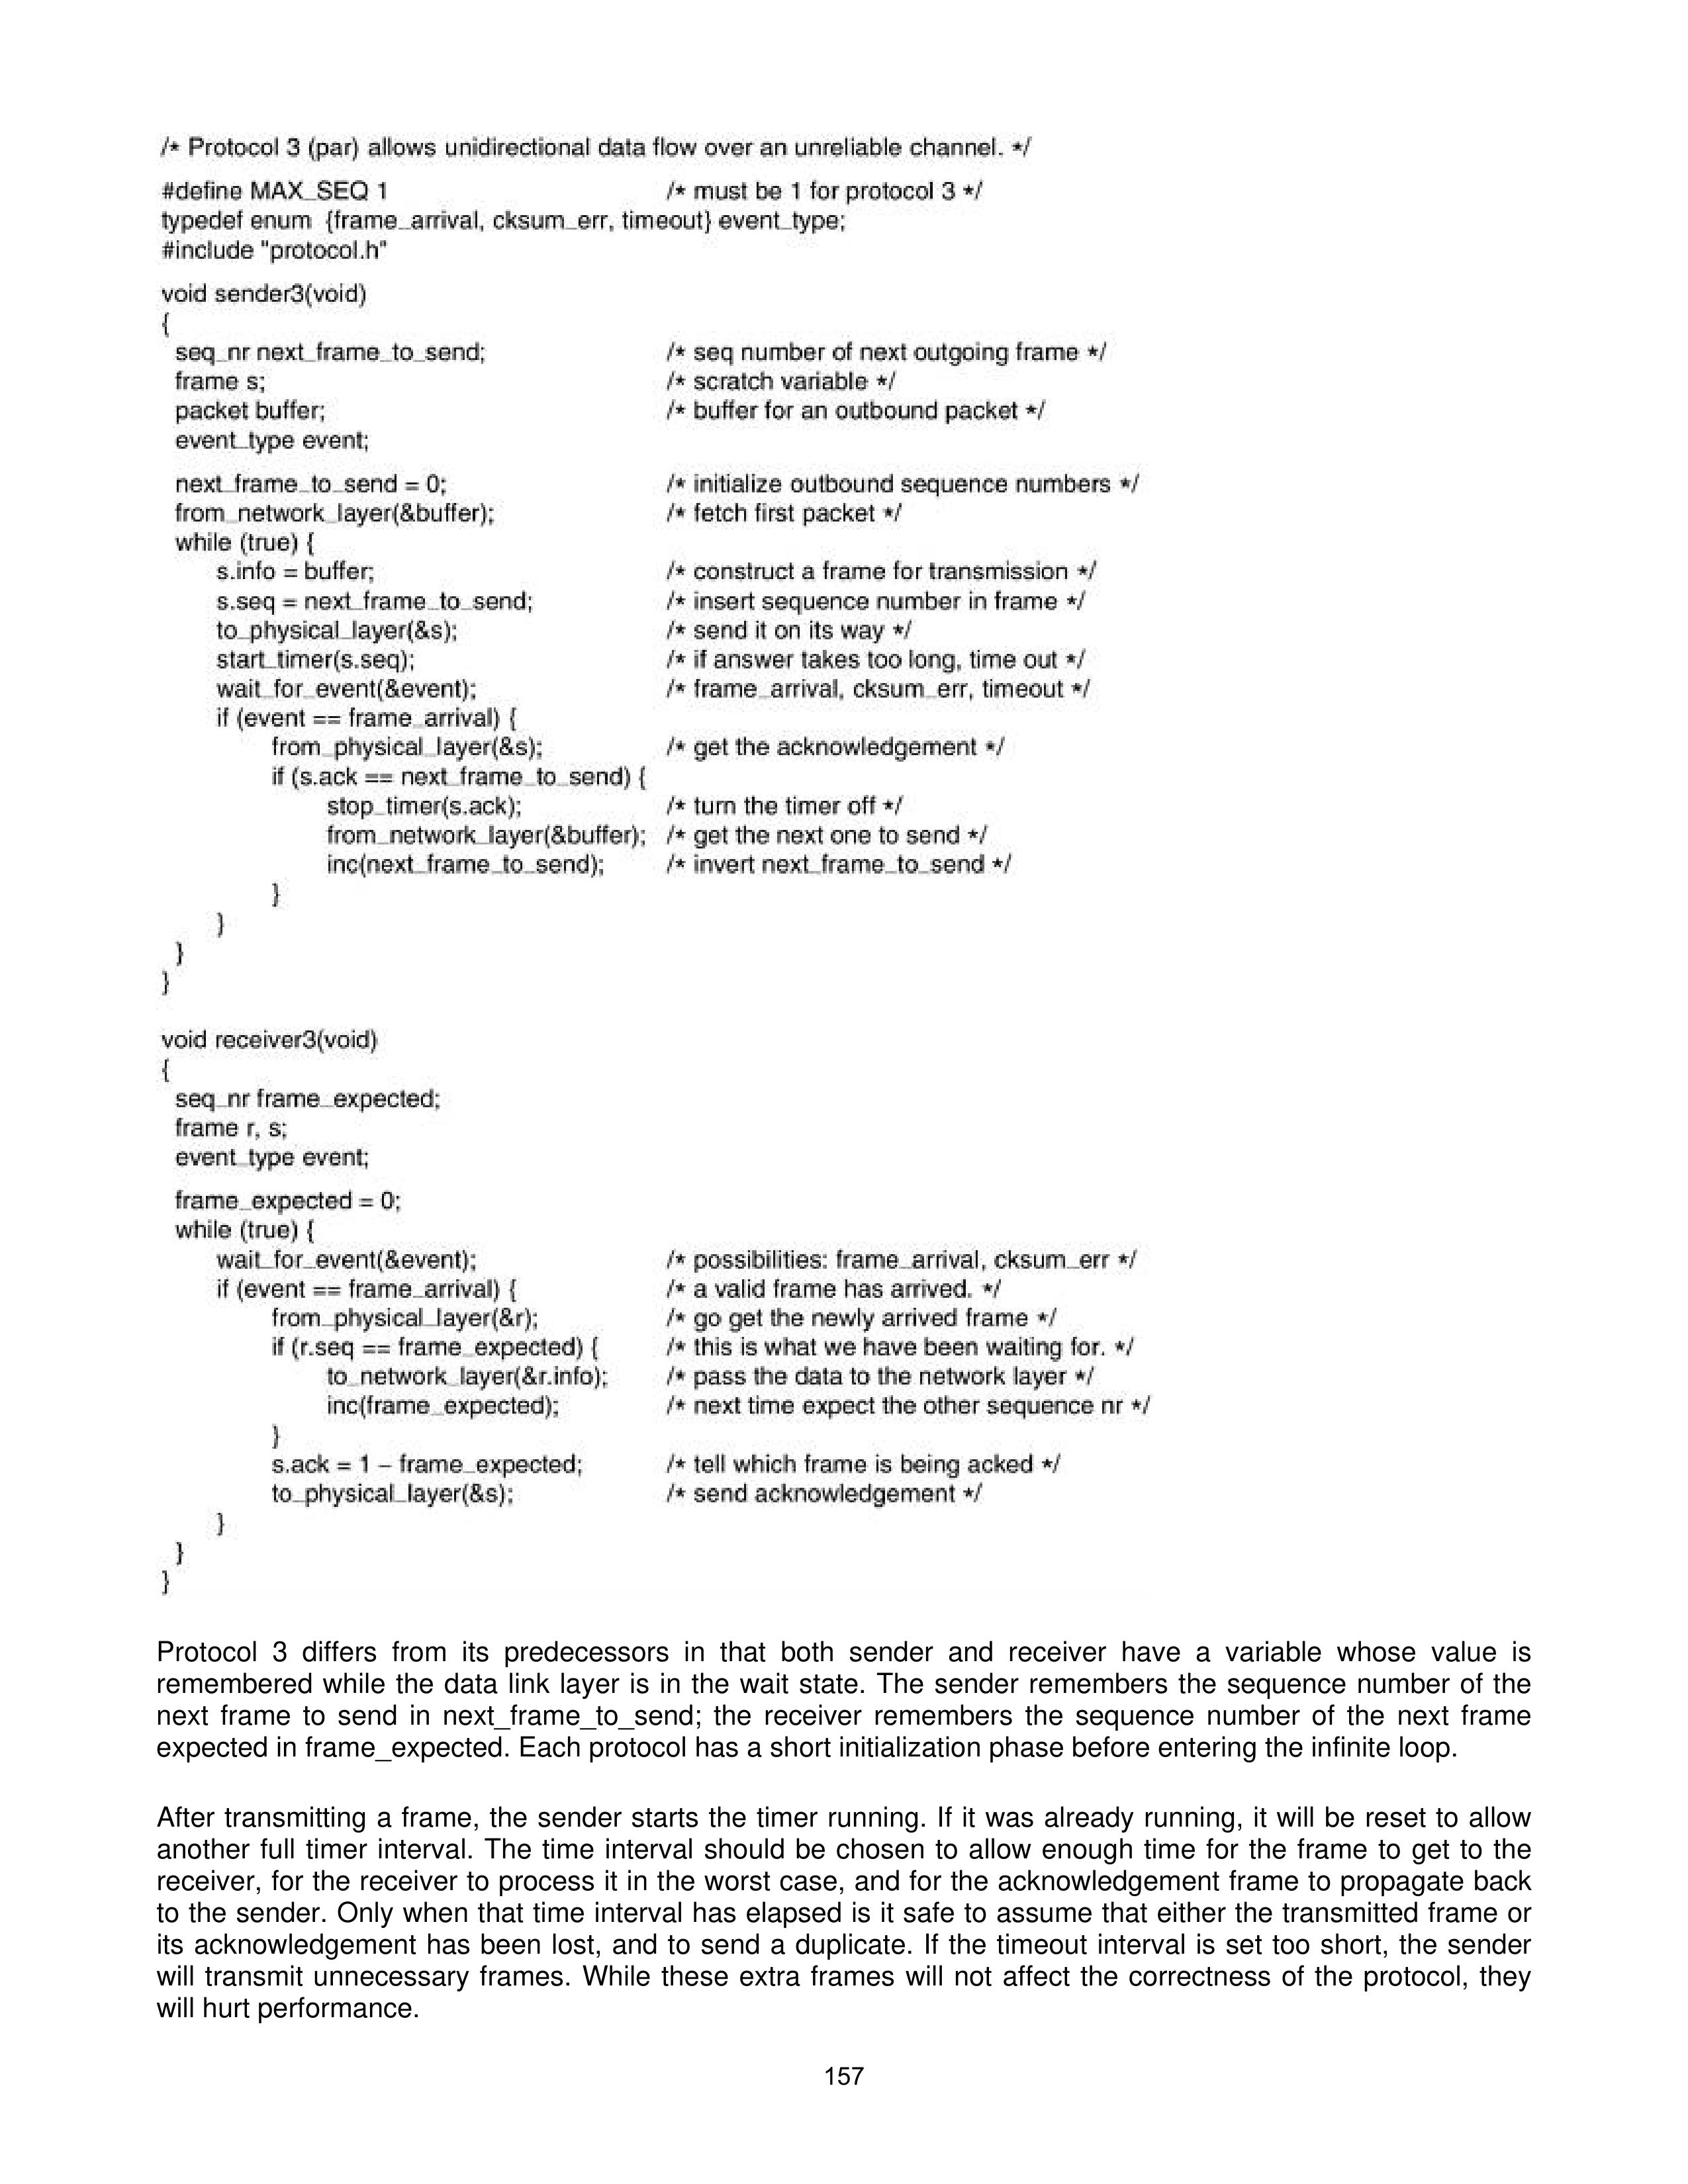 /* Protocol 3 (par) allows unidirectional data flow over an unreliable channel. */
#define MAX_SEQ 1 /* must be 1 for protocol 3 */
typedef enum {frame_arrival, cksum_err, timeout} event_type;
#include "protocol.h"
void sender3(void)
{
seq_nr next_frame_to_send; /* seq number of next outgoing frame */
frame s; /* scratch variable */
packet buffer; /* buffer for an outbound packet */
event_type event;
next_frame_to_send = 0; /* initialize outbound sequence numbers */
from_network_layer(&buffer); /* fetch first packet */
while (true) {
s.info = buffer; /* construct a frame for transmission */
s.seq = next_frame_to_send; /* insert sequence number in frame */
to_physical_layer(&s); /* send it on its way */
start_timer(s.seq); /* if answer takes too long, time out */
wait_for_event(&event); /* frame_arrival, cksum_err, timeout */
if (event == frame_arrival) {
from_physical_layer(&s); /* get the acknowledgement */
if (s.ack == next_frame_to_send) {
stop_timer(s.ack); /* turn the timer off */
from_network_layer(&buffer); /* get the next one to send */
inc(next_frame_to_send); /* invert next_frame_to_send */
}
}
}
}
void receiver3(void)
{
seq_nr frame_expected;
frame r, s;
event_type event;
frame_expected = 0;
while (true) {
wait_for_event(&event); /* possibilities: frame_arrival, cksum_err */
if (event == frame_arrival) { /* a valid frame has arrived. */
from_physical_layer(&r); /* go get the newly arrived frame */
if (r.seq == frame_expected) { /* this is what we have been waiting for. */
to_network_layer(&r.info); /* pass the data to the network layer */
inc(frame_expected); /* next time expect the other sequence nr */
}
s.ack = 1 – frame_expected; /* tell which frame is being acked */
to_physical_layer(&s); /* send acknowledgement */
}
}
}
Protocol 3 differs from its predecessors in that both sender and receiver have a variable whose value is
remembered while the data link layer is in the wait state. The sender remembers the sequence number of the
next frame to send in next_frame_to_send; the receiver remembers the sequence number of the next frame
expected in frame_expected. Each protocol has a short initialization phase before entering the infinite loop.
After transmitting a frame, the sender starts the timer running. If it was already running, it will be reset to allow
another full timer interval. The time interval should be chosen to allow enough time for the frame to get to the
receiver, for the receiver to process it in the worst case, and for the acknowledgement frame to propagate back
to the sender. Only when that time interval has elapsed is it safe to assume that either the transmitted frame or
its acknowledgement has been lost, and to send a duplicate. If the timeout interval is set too short, the sender
will transmit unnecessary frames. While these extra frames will not affect the correctness of the protocol, they
will hurt performance.
157